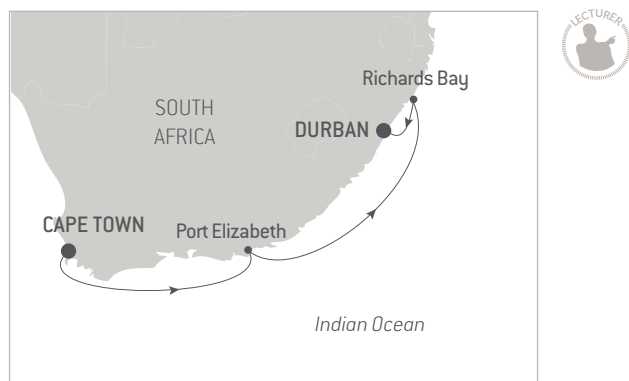 LECTURER
Richards Bay
SOUTH
AFRICA
DURBAN
CAPE TOWN
Port Elizabeth
Indian Ocean